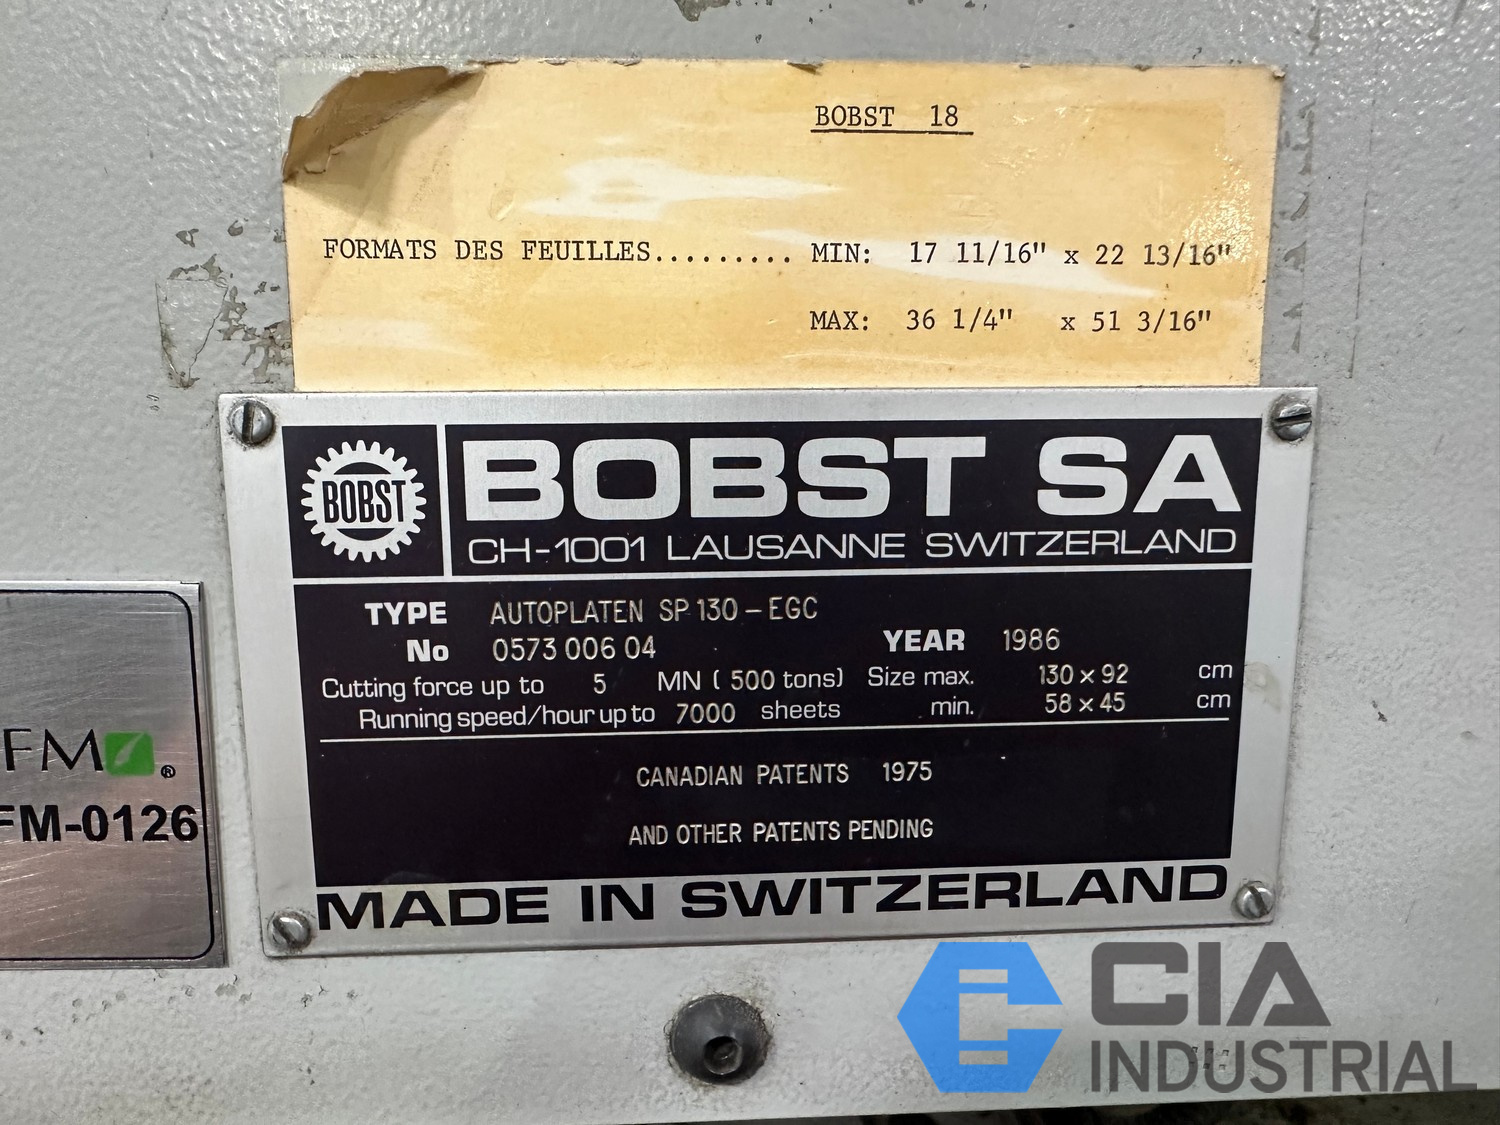 BOBST 18
FORMATS DES FEUILLES......... MIN: 17 11/16" x 22 13/16"
MAX: 36 1/4" x 51 3/16"
BOBST
BOBST SA
CH-1001 LAUSANNE SWITZERLAND
TYPE AUTOPLATEN SP 130-EGC
No 0573 006 04 YEAR 1986
Cutting force up to 5 MN ( 500 tons) Size max. 130 x 92 cm
Running speed/hour up to 7000 sheets min. 58 x 45 cm
CANADIAN PATENTS 1975
AND OTHER PATENTS PENDING
MADE IN SWITZERLAND
FM®
FM-0126
CIA
INDUSTRIAL